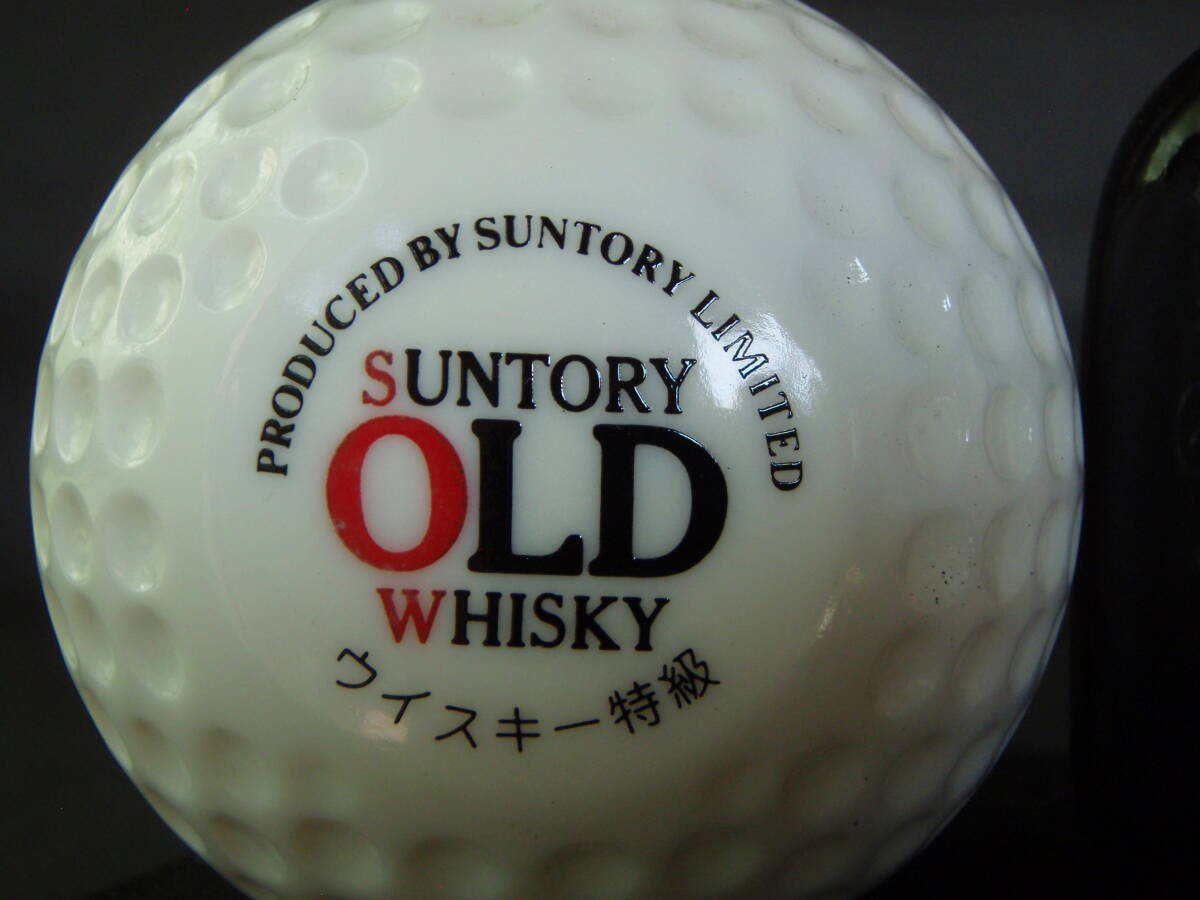 PRODUCED BY SUNTORY LIMITED
SUNTORY
OLD
WHISKY
ウイスキー特級